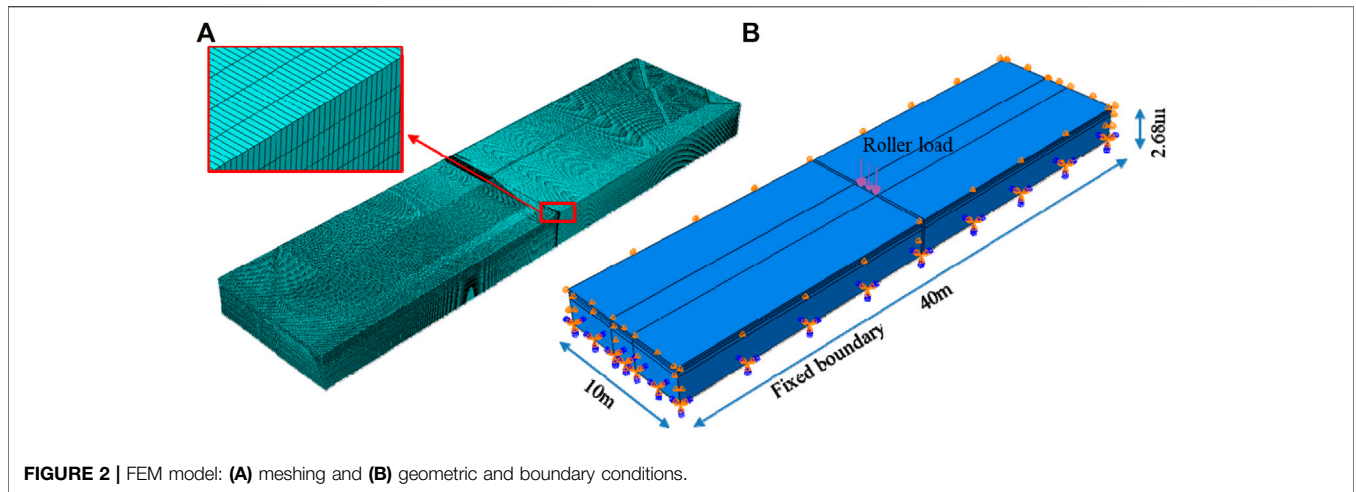 A
B
Roller load
2.68m
40m
Fixed boundary
10m
FIGURE 2 | FEM model: (A) meshing and (B) geometric and boundary conditions.